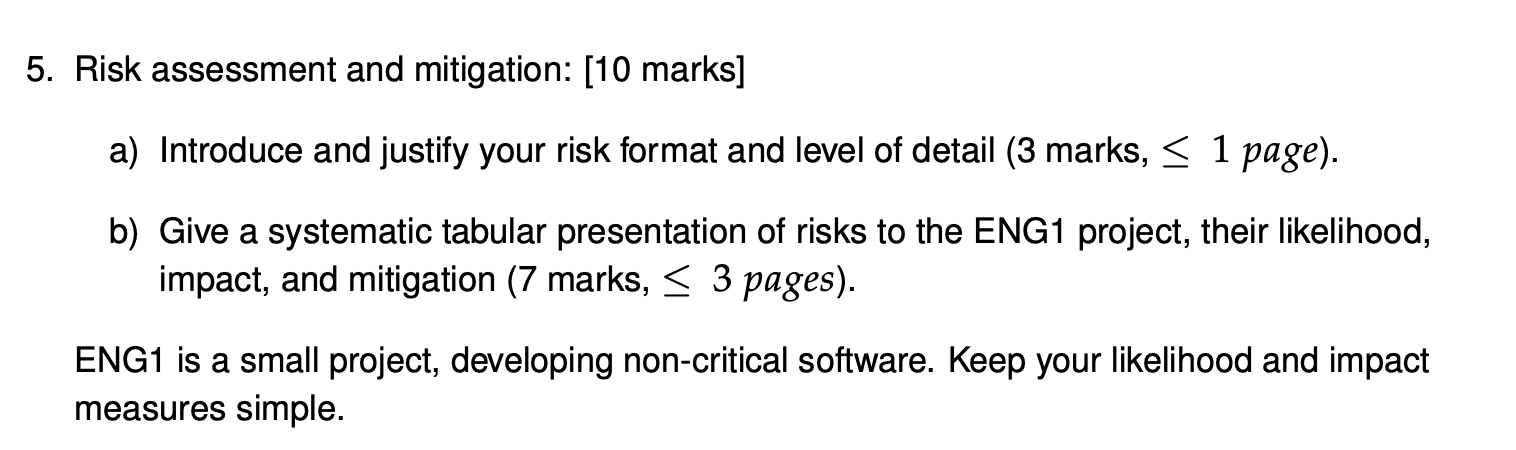 5. Risk assessment and mitigation: [10 marks]
a) Introduce and justify your risk format and level of detail (3 marks, ≤ 1 page).
b) Give a systematic tabular presentation of risks to the ENG1 project, their likelihood,
impact, and mitigation (7 marks, ≤ 3 pages).
ENG1 is a small project, developing non-critical software. Keep your likelihood and impact
measures simple.